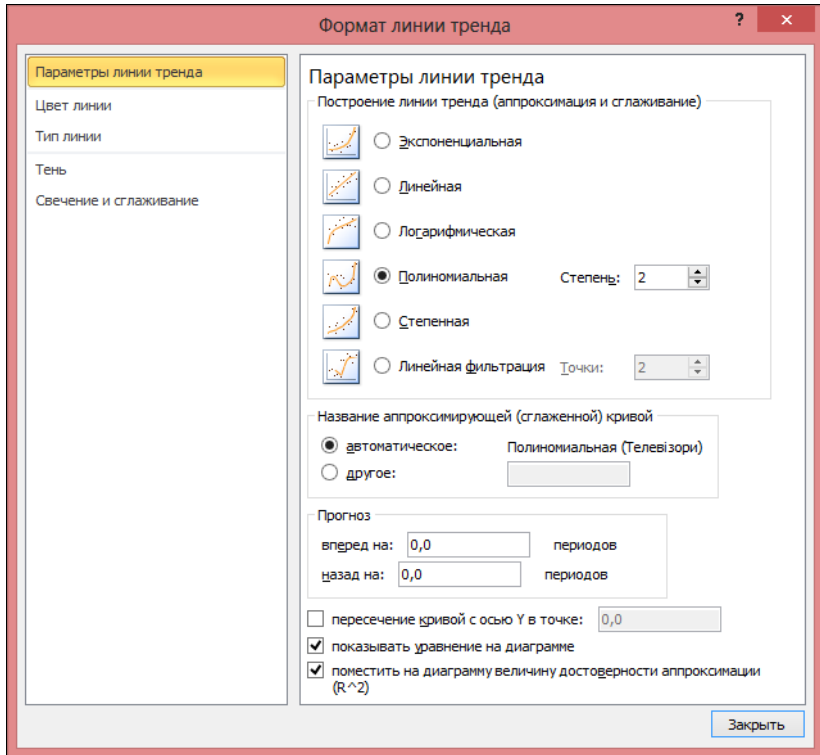 Формат линии тренда
?
×
Параметры линии тренда
Цвет линии
Тип линии
Тень
Свечение и сглаживание
Параметры линии тренда
Построение линии тренда (аппроксимация и сглаживание)
Экспоненциальная
Линейная
Логарифмическая
Полиномиальная Степень: 2
Степенная
Линейная фильтрация Точки: 2
Название аппроксимирующей (сглаженной) кривой
автоматическое: Полиномиальная (Телевізори)
другое:
Прогноз
вперед на: 0,0 периодов
назад на: 0,0 периодов
пересечение кривой с осью Y в точке: 0,0
показывать уравнение на диаграмме
поместить на диаграмму величину достоверности аппроксимации
(R^2)
Закрыть